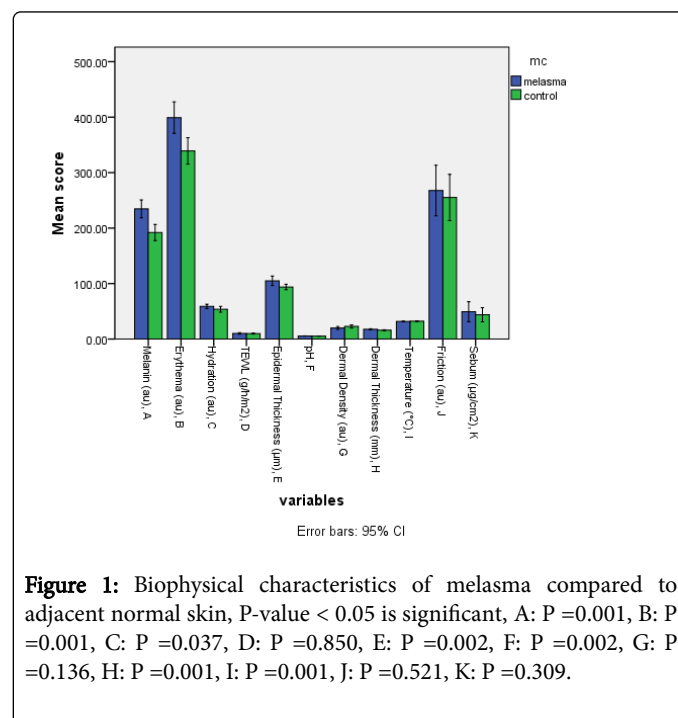 mc
melasma
control
500.00
400.00
300.00
200.00
100.00
0.00
Mean score
Melanin (au), A
Erythema (au), B
Hydration (au), C
TEWL (g/h/m2), D
Epidermal Thickness (μm), E
pH, F
Dermal Density (au), G
Dermal Thickness (mm), H
Temperature (°C), I
Friction (au), J
Sebum (μg/cm2), K
variables
Error bars: 95% CI
Figure 1: Biophysical characteristics of melasma compared to
adjacent normal skin, P-value < 0.05 is significant, A: P =0.001, B: P
=0.001, C: P =0.037, D: P =0.850, E: P =0.002, F: P =0.002, G: P
=0.136, H: P =0.001, I: P =0.001, J: P =0.521, K: P =0.309.